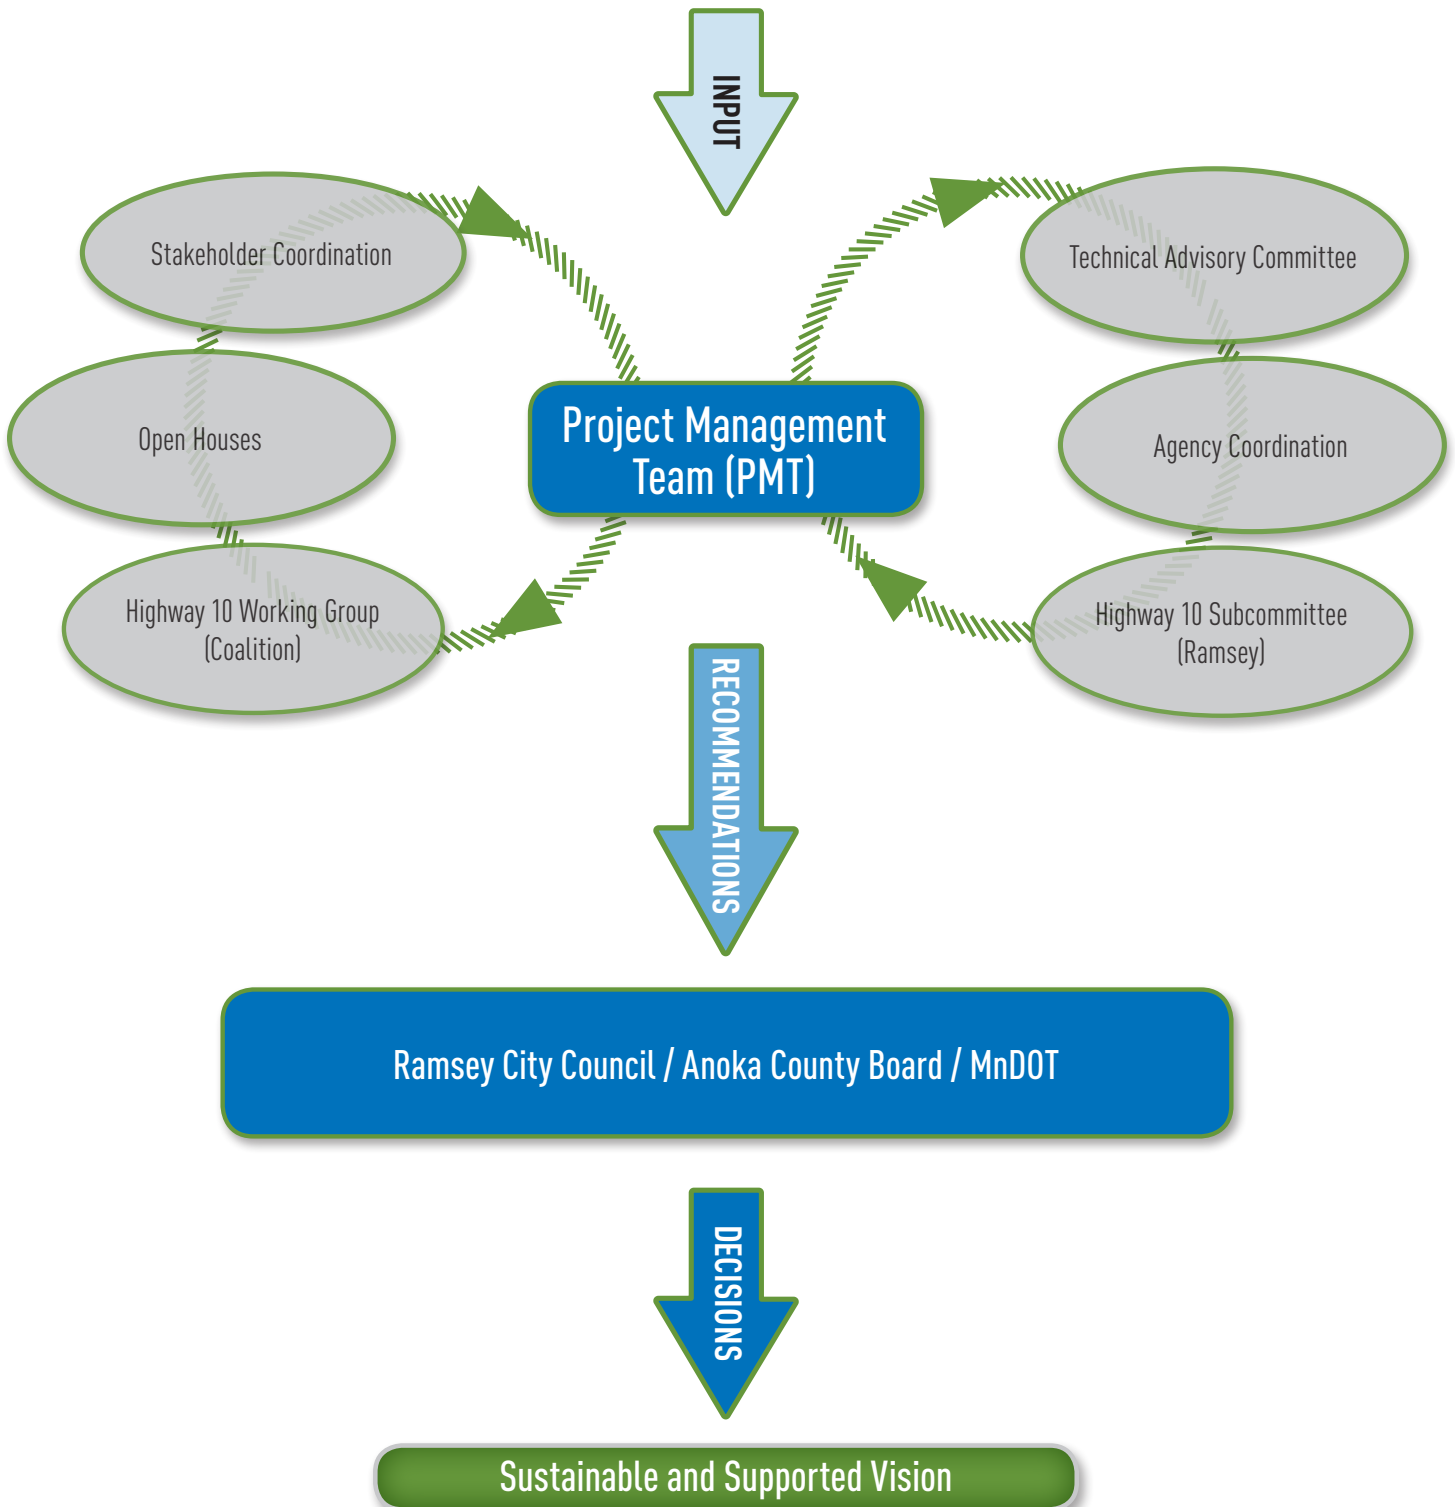 INPUT
Stakeholder Coordination
Technical Advisory Committee
Open Houses
Project Management
Team (PMT)
Agency Coordination
Highway 10 Working Group
(Coalition)
Highway 10 Subcommittee
(Ramsey)
RECOMMENDATIONS
Ramsey City Council / Anoka County Board / MnDOT
DECISIONS
Sustainable and Supported Vision